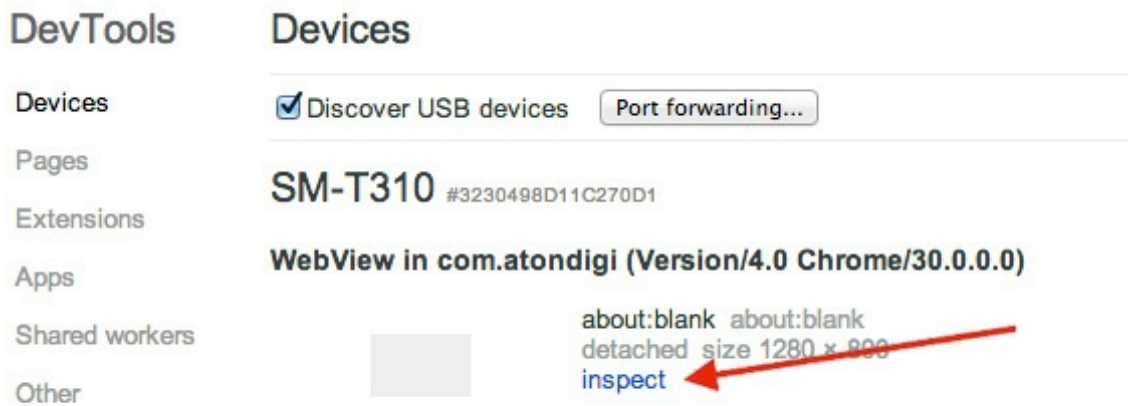 DevTools
Devices
Pages
Extensions
Apps
Shared workers
Other
Devices
Discover USB devices Port forwarding...
SM-T310 #3230498D11C270D1
WebView in com.atondigi (Version/4.0 Chrome/30.0.0.0)
about:blank about:blank
detached size 1280 × 800
inspect